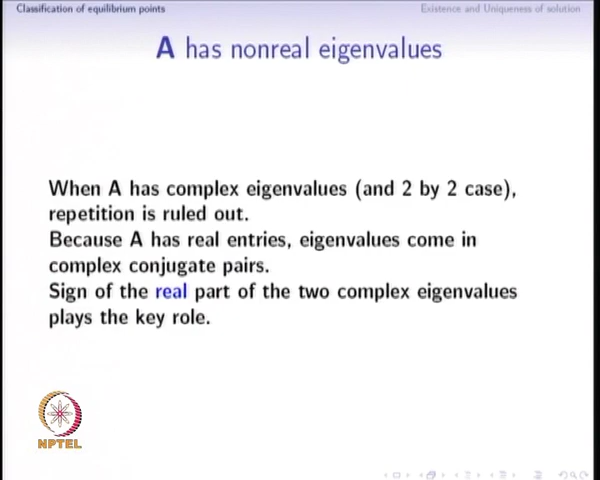 Classification of equilibrium points
Existence and Uniqueness of solution
A has nonreal eigenvalues
When A has complex eigenvalues (and 2 by 2 case),
repetition is ruled out.
Because A has real entries, eigenvalues come in
complex conjugate pairs.
Sign of the real part of the two complex eigenvalues
plays the key role.
NPTEL